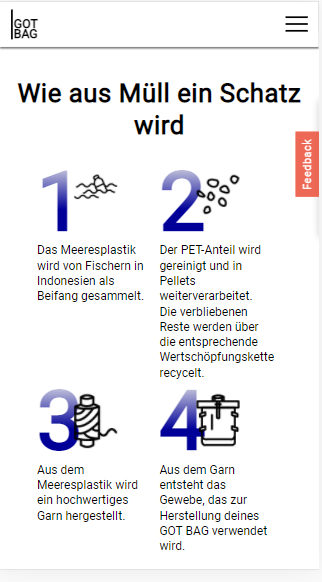 GOT
BAG
Wie aus Müll ein Schatz
wird
Feedback
1
Das Meeresplastik
wird von Fischern in
Indonesien als
Beifang gesammelt.
2
Der PET-Anteil wird
gereinigt und in
Pellets
weiterverarbeitet.
Die verbliebenen
Reste werden über
die entsprechende
Wertschöpfungskette
recycelt.
3
Aus dem
Meeresplastik wird
ein hochwertiges
Garn hergestellt.
4
Aus dem Garn
entsteht das
Gewebe, das zur
Herstellung deines
GOT BAG verwendet
wird.